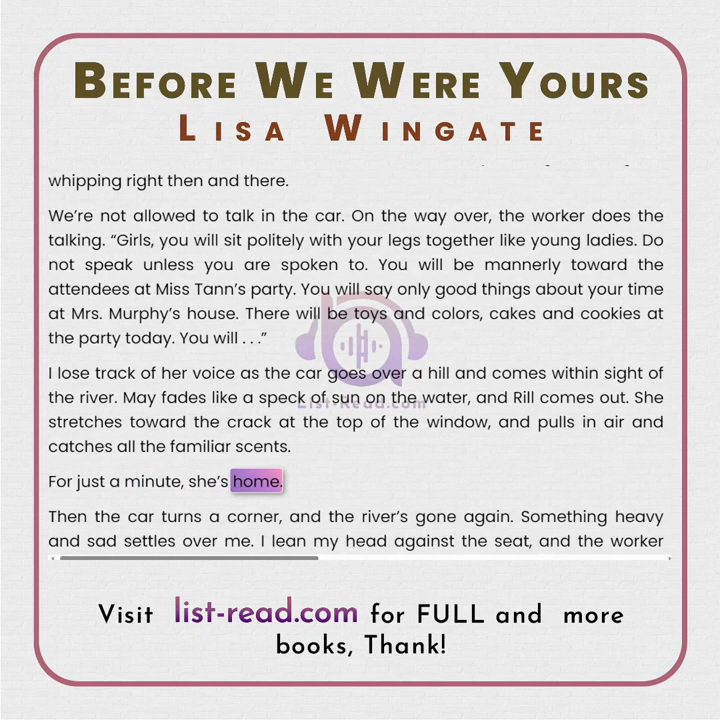 BEFORE WE WERE YOURS
LISA WINGATE
whipping right then and there.
We’re not allowed to talk in the car. On the way over, the worker does the
talking. “Girls, you will sit politely with your legs together like young ladies. Do
not speak unless you are spoken to. You will be mannerly toward the
attendees at Miss Tann’s party. You will say only good things about your time
at Mrs. Murphy’s house. There will be toys and colors, cakes and cookies at
the party today. You will . . .”
I lose track of her voice as the car goes over a hill and comes within sight of
the river. May fades like a speck of sun on the water, and Rill comes out. She
List-Read.com
stretches toward the crack at the top of the window, and pulls in air and
catches all the familiar scents.
For just a minute, she’s home.
Then the car turns a corner, and the river’s gone again. Something heavy
and sad settles over me. I lean my head against the seat, and the worker
Visit list-read.com for FULL and more
books, Thank!